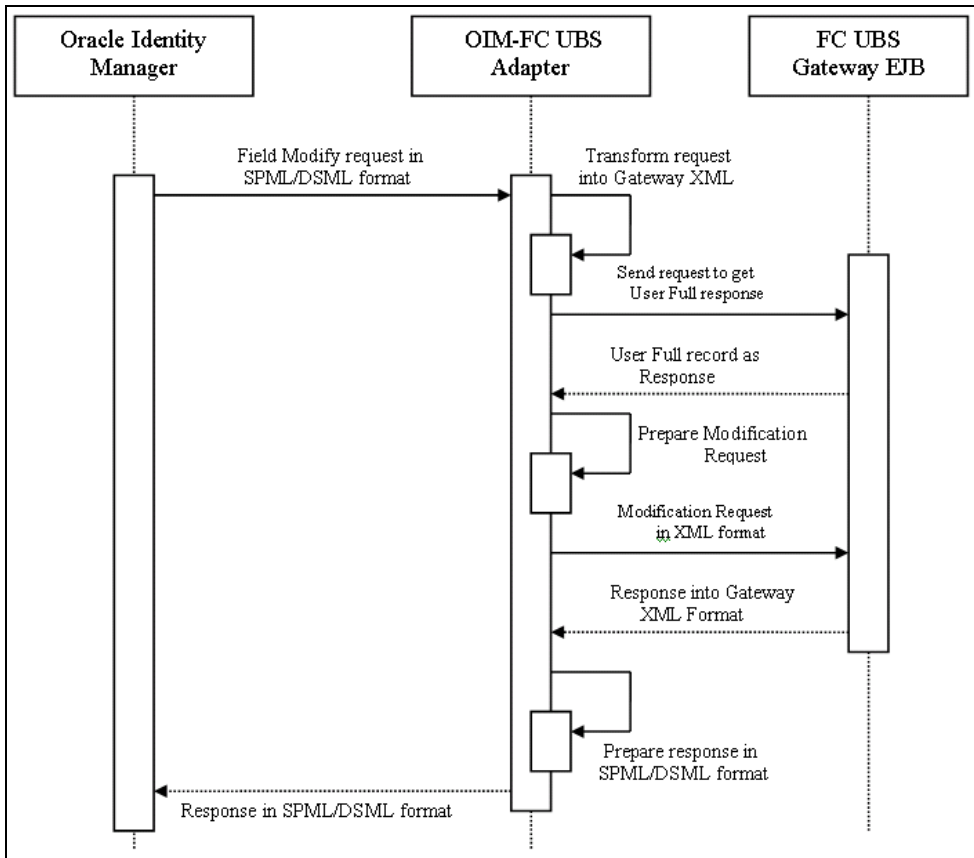 Oracle Identity
Manager
OIM-FC UBS
Adapter
FC UBS
Gateway EJB
Field Modify request in
SPML/DSML format
Transform request
into Gateway XML
Send request to get
User Full response
User Full record as
Response
Prepare Modification
Request
Modification Request
in XML format
Response into Gateway
XML Format
Prepare response in
SPML/DSML format
Response in SPML/DSML format